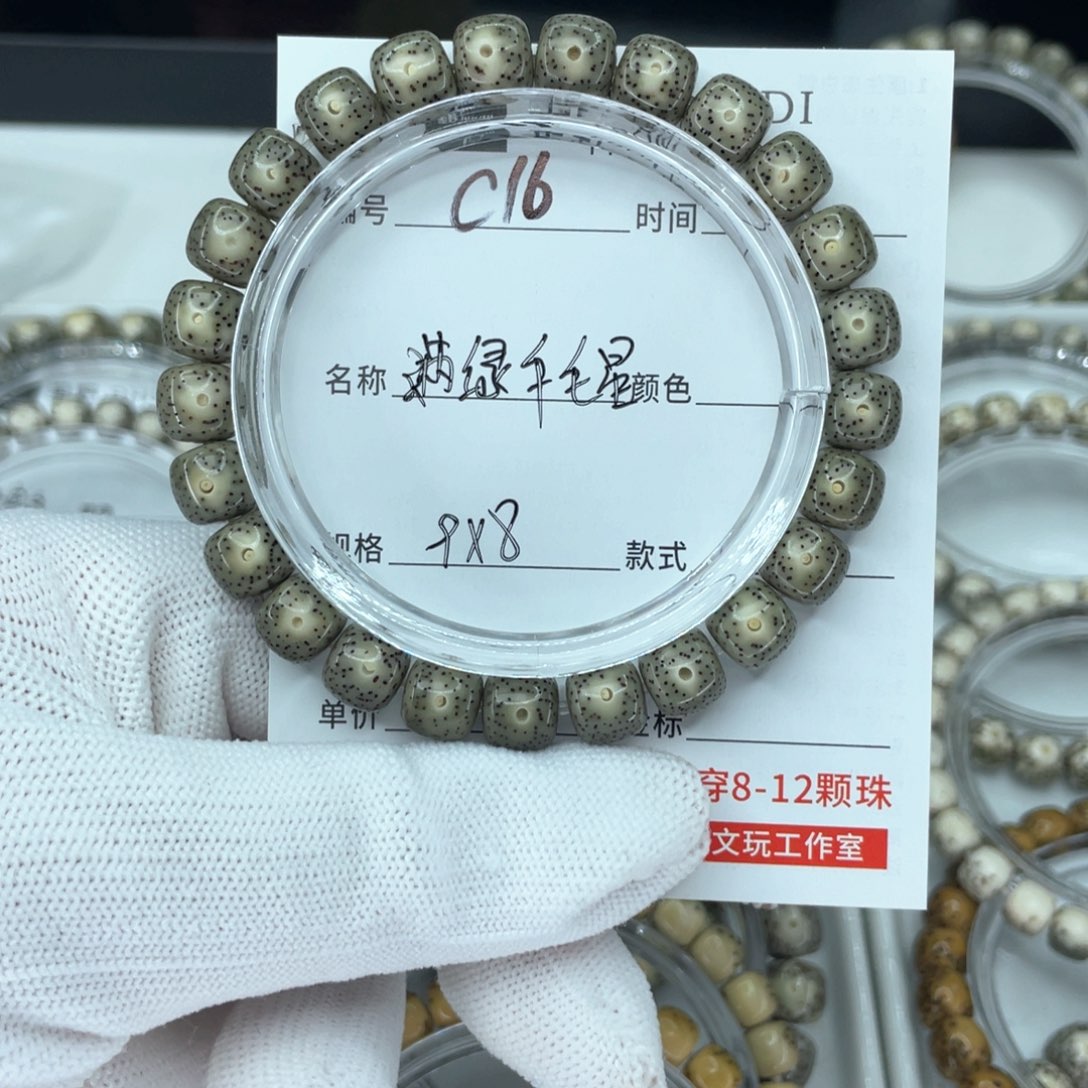 DI
编号 C16 时间
名称 满绿千毛星 颜色
规格 9x8 款式
单价
穿8-12颗珠
文玩工作室